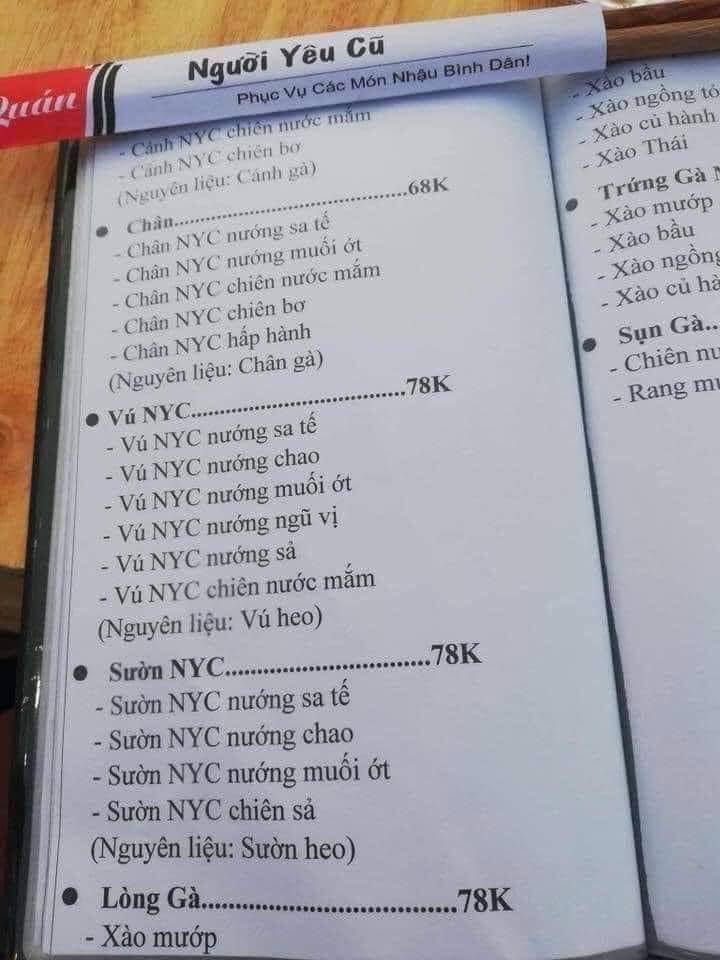 Quán
Người Yêu Cũ
Phục Vụ Các Món Nhậu Bình Dân!
- Cánh NYC chiên nước mắm
- Cánh NYC chiên bơ
(Nguyên liệu: Cánh gà)
• Chân..............................68K
- Chân NYC nướng sa tế
- Chân NYC nướng muối ớt
- Chân NYC chiên nước mắm
- Chân NYC chiên bơ
- Chân NYC hấp hành
(Nguyên liệu: Chân gà)
• Vú NYC..............................78K
- Vú NYC nướng sa tế
- Vú NYC nướng chao
- Vú NYC nướng muối ớt
- Vú NYC nướng ngũ vị
- Vú NYC nướng sả
- Vú NYC chiên nước mắm
(Nguyên liệu: Vú heo)
• Sườn NYC..............................78K
- Sườn NYC nướng sa tế
- Sườn NYC nướng chao
- Sườn NYC nướng muối ớt
- Sườn NYC chiên sả
(Nguyên liệu: Sườn heo)
• Lòng Gà..............................78K
- Xào mướp
- Xào bầu
- Xào ngồng tỏ
- Xào củ hành
- Xào Thái
• Trứng Gà N
- Xào mướp
- Xào bầu
- Xào ngồng
- Xào củ hà
• Sụn Gà..
- Chiên nư
- Rang mu